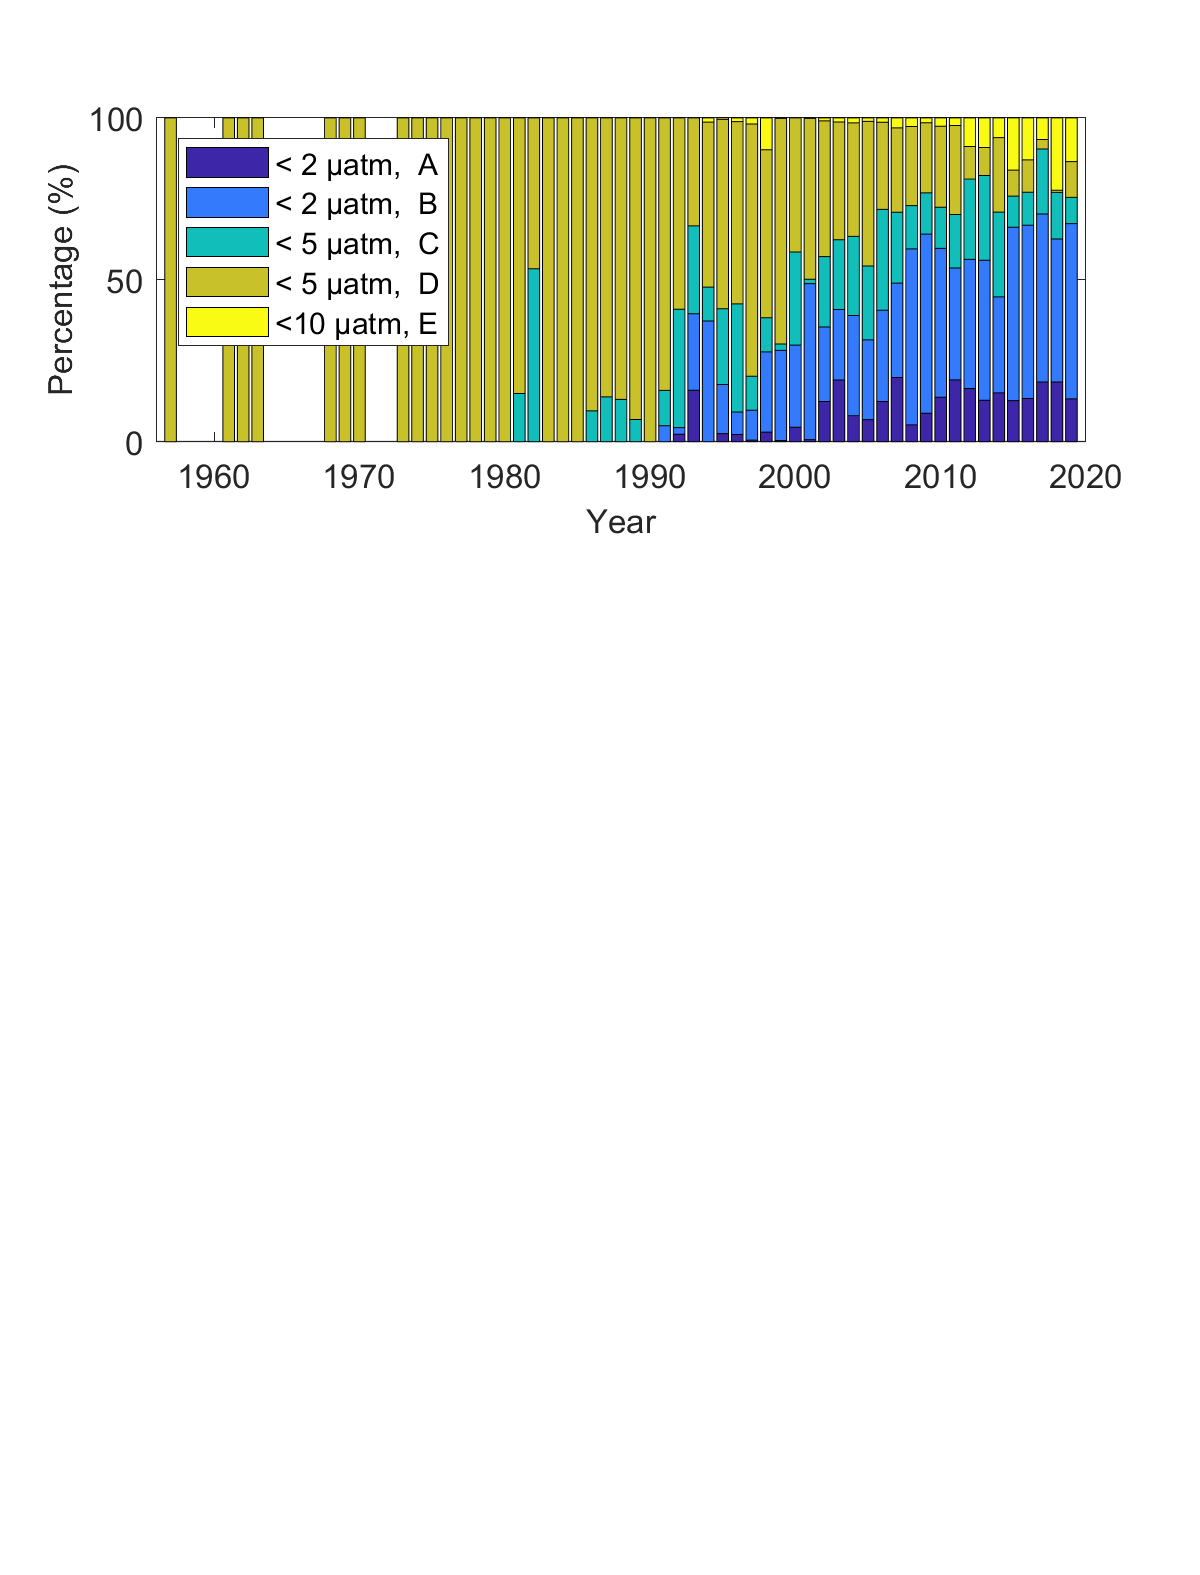 100
50
0
Percentage (%)
< 2 µatm, A
< 2 µatm, B
< 5 µatm, C
< 5 µatm, D
<10 µatm, E
1960 1970 1980 1990 2000 2010 2020
Year